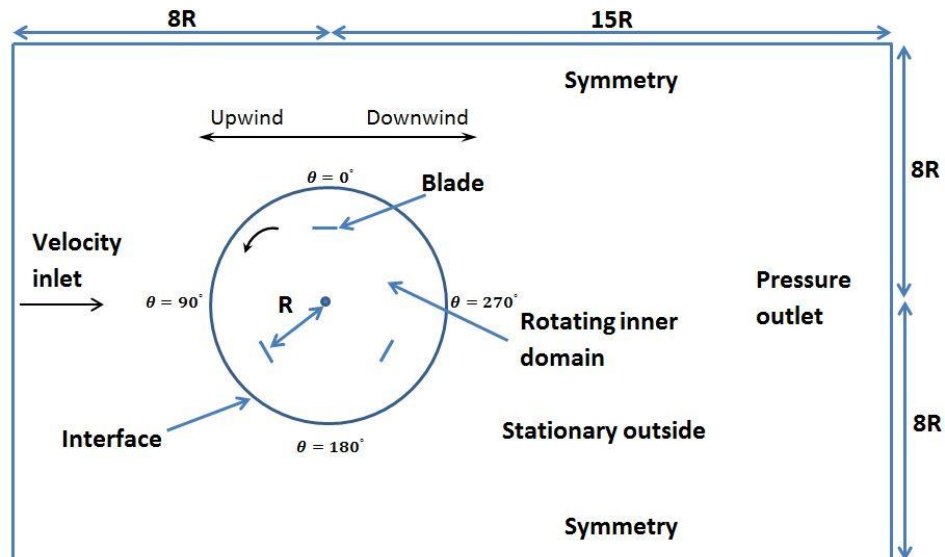 8R
15R
Symmetry
Upwind
Downwind
8R
θ = 0°
Blade
Velocity
inlet
θ = 90°
R
θ = 270°
Pressure
outlet
Rotating inner
domain
8R
Interface
Stationary outside
θ = 180°
Symmetry